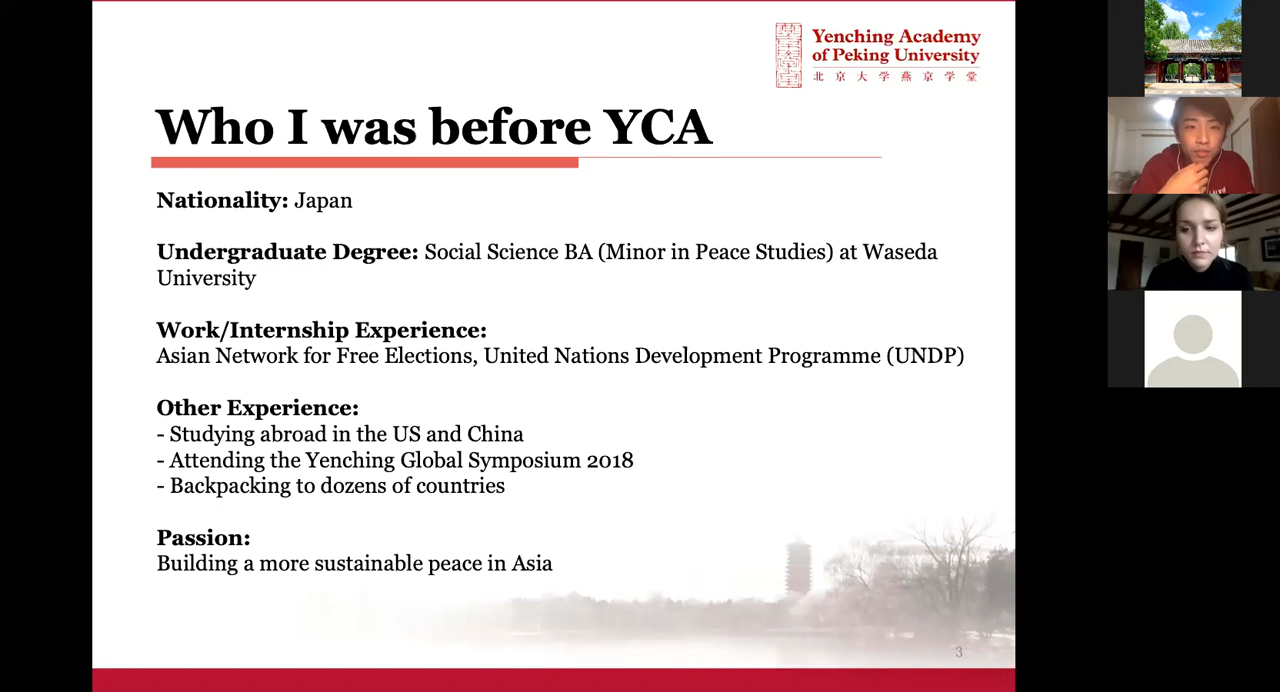 Yenching Academy
of Peking University
北京大学燕京学堂
Who I was before YCA
Nationality: Japan
Undergraduate Degree: Social Science BA (Minor in Peace Studies) at Waseda
University
Work/Internship Experience:
Asian Network for Free Elections, United Nations Development Programme (UNDP)
Other Experience:
- Studying abroad in the US and China
- Attending the Yenching Global Symposium 2018
- Backpacking to dozens of countries
Passion:
Building a more sustainable peace in Asia
3